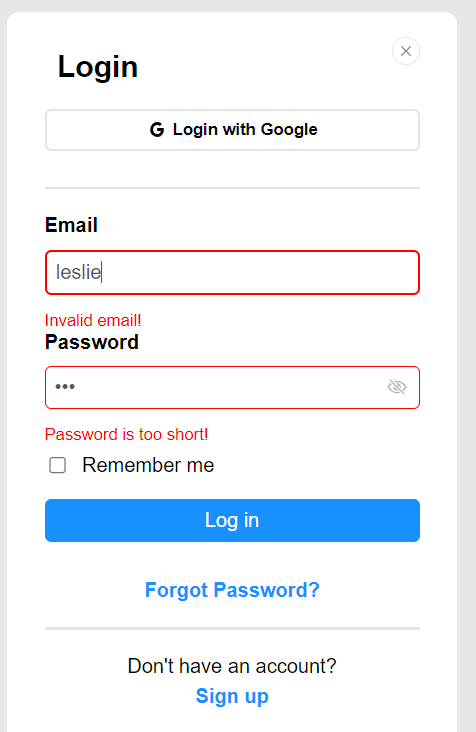 Login
Login with Google
Email
leslie
Invalid email!
Password
•••
Password is too short!
Remember me
Log in
Forgot Password?
Don't have an account?
Sign up